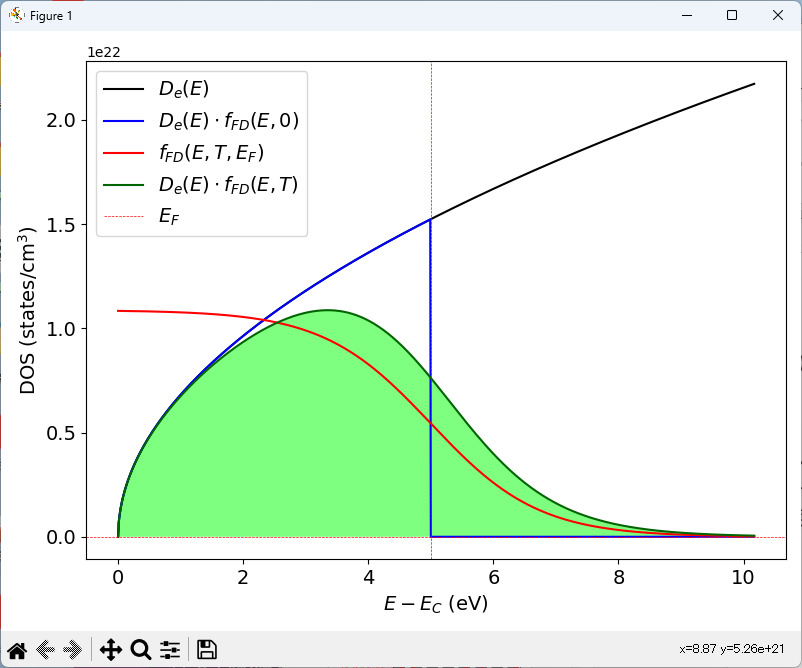 Figure 1
1e22
D_e(E)
D_e(E) · f_FD(E, 0)
f_FD(E, T, E_F)
D_e(E) · f_FD(E, T)
E_F
2.0
1.5
1.0
0.5
0.0
DOS (states/cm³)
0 2 4 6 8 10
E − E_C (eV)
x=8.87 y=5.26e+21